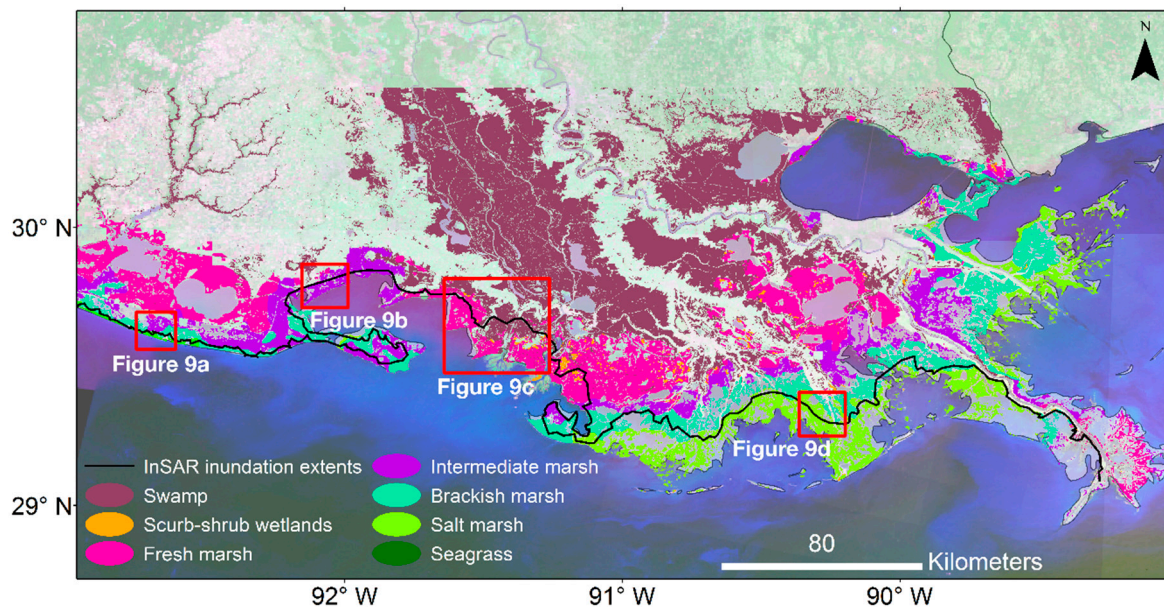 N
30° N
Figure 9b
Figure 9a
Figure 9c
Figure 9d
InSAR inundation extents
Intermediate marsh
Swamp
Brackish marsh
29° N
Scurb-shrub wetlands
Salt marsh
80
Fresh marsh
Seagrass
Kilometers
92° W
91° W
90° W